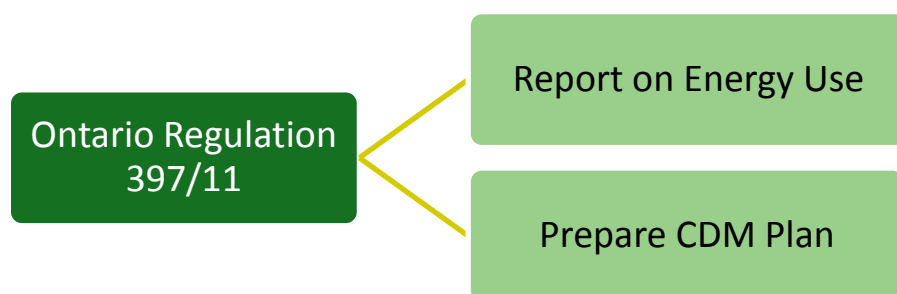 Report on Energy Use
Ontario Regulation
397/11
Prepare CDM Plan